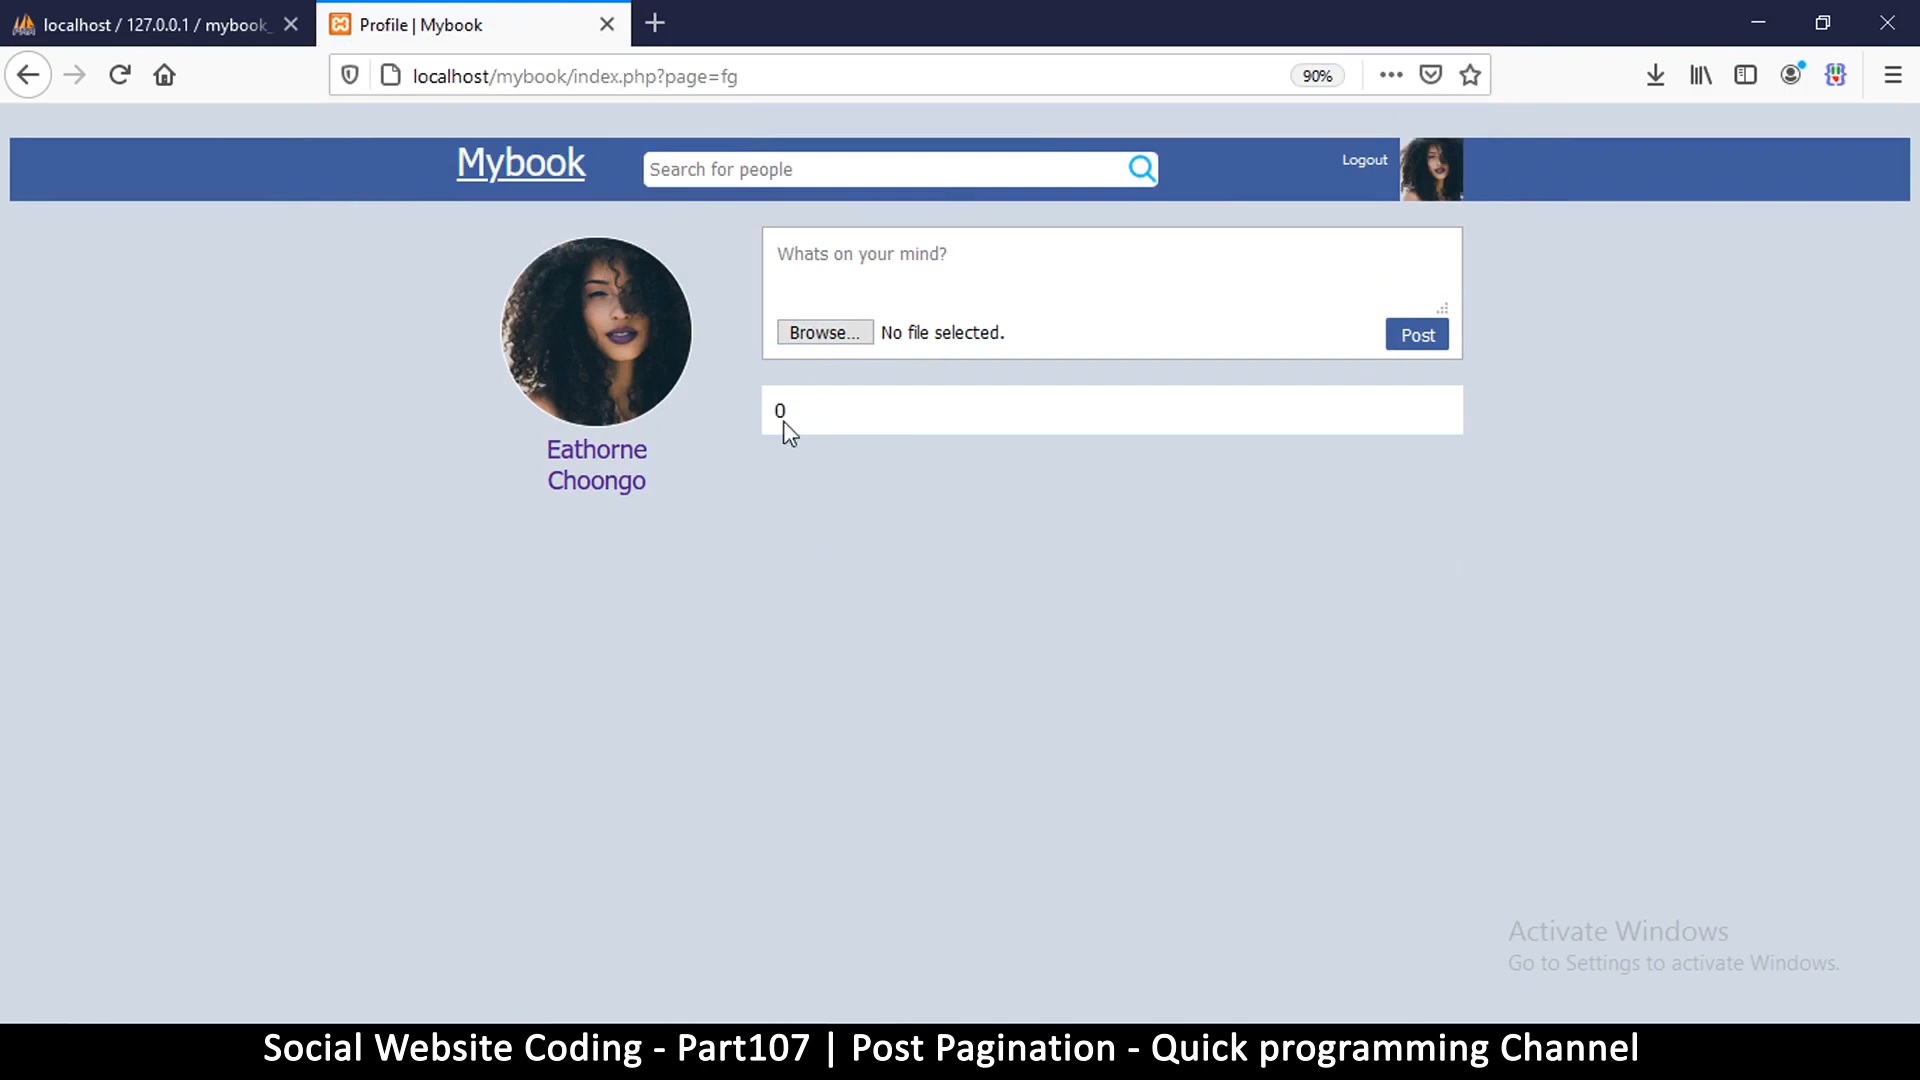 localhost / 127.0.0.1 / mybook_
Profile | Mybook
localhost/mybook/index.php?page=fg
90%
Mybook
Search for people
Logout
Whats on your mind?
Browse... No file selected.
Post
0
Eathorne
Choongo
Activate Windows
Go to Settings to activate Windows.
Social Website Coding - Part107 | Post Pagination - Quick programming Channel